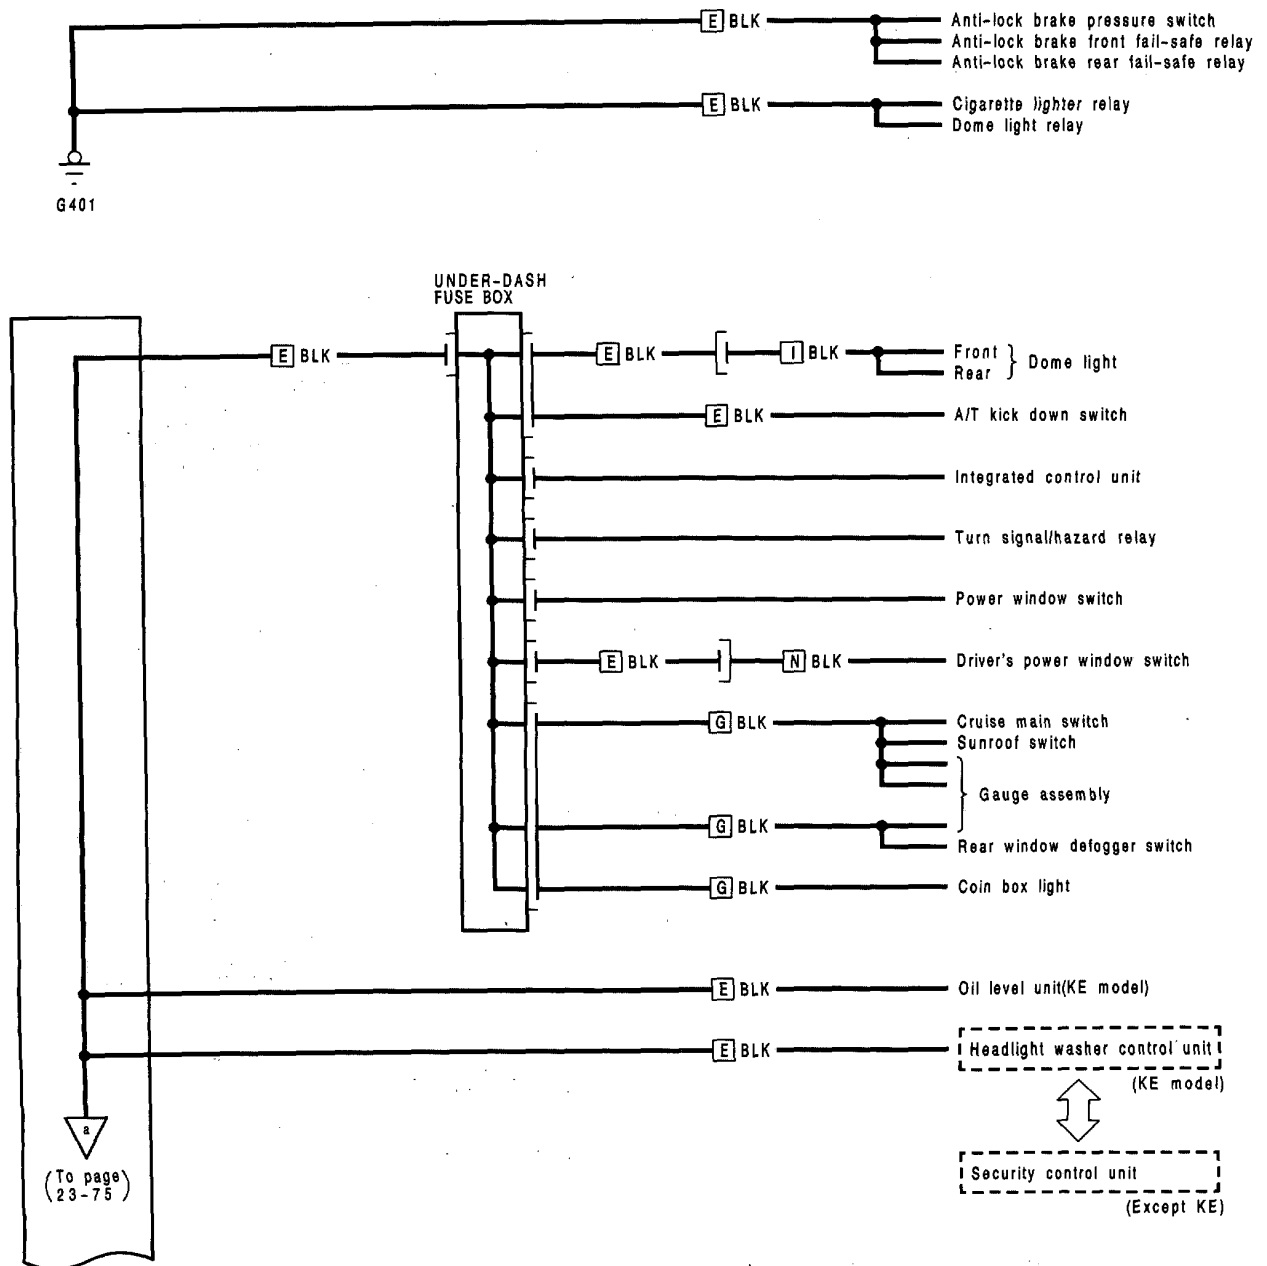 E BLK Anti-lock brake pressure switch
Anti-lock brake front fail-safe relay
Anti-lock brake rear fail-safe relay
E BLK Cigarette lighter relay
Dome light relay
G401
UNDER-DASH
FUSE BOX
E BLK E BLK I BLK Front
Rear
Dome light
E BLK A/T kick down switch
Integrated control unit
Turn signal/hazard relay
Power window switch
E BLK N BLK Driver's power window switch
G BLK Cruise main switch
Sunroof switch
Gauge assembly
G BLK
Rear window defogger switch
G BLK Coin box light
E BLK Oil level unit(KE model)
E BLK Headlight washer control unit
(KE model)
a
(To page
23-75)
Security control unit
(Except KE)